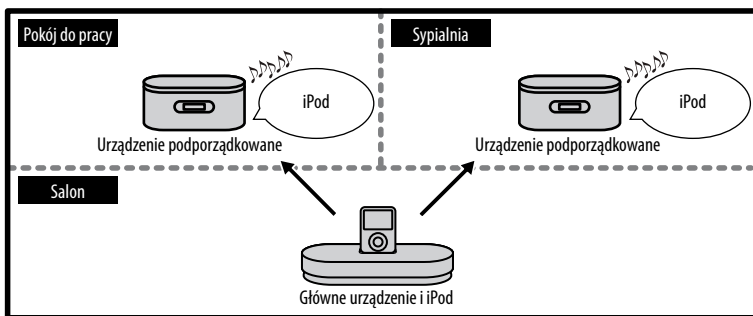 Pokój do pracy
iPod
Urządzenie podporządkowane
Sypialnia
iPod
Urządzenie podporządkowane
Salon
Główne urządzenie i iPod